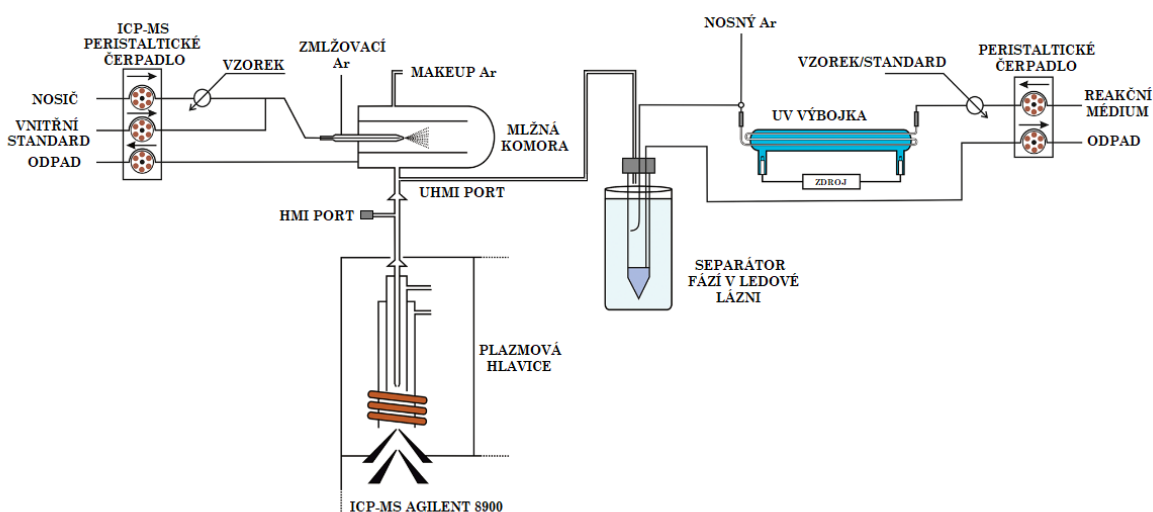 ICP-MS
PERISTALTICKÉ
ČERPADLO
VZOREK
ZMLŽOVACÍ
Ar
MAKEUP Ar
NOSIČ
VNITŘNÍ
STANDARD
ODPAD
MLŽNÁ
KOMORA
UHMI PORT
HMI PORT
PLAZMOVÁ
HLAVICE
ICP-MS AGILENT 8900
SEPARÁTOR
FÁZÍ V LEDOVÉ
LÁZNI
NOSNÝ Ar
UV VÝBOJKA
ZDROJ
VZOREK/STANDARD
PERISTALTICKÉ
ČERPADLO
REAKČNÍ
MÉDIUM
ODPAD